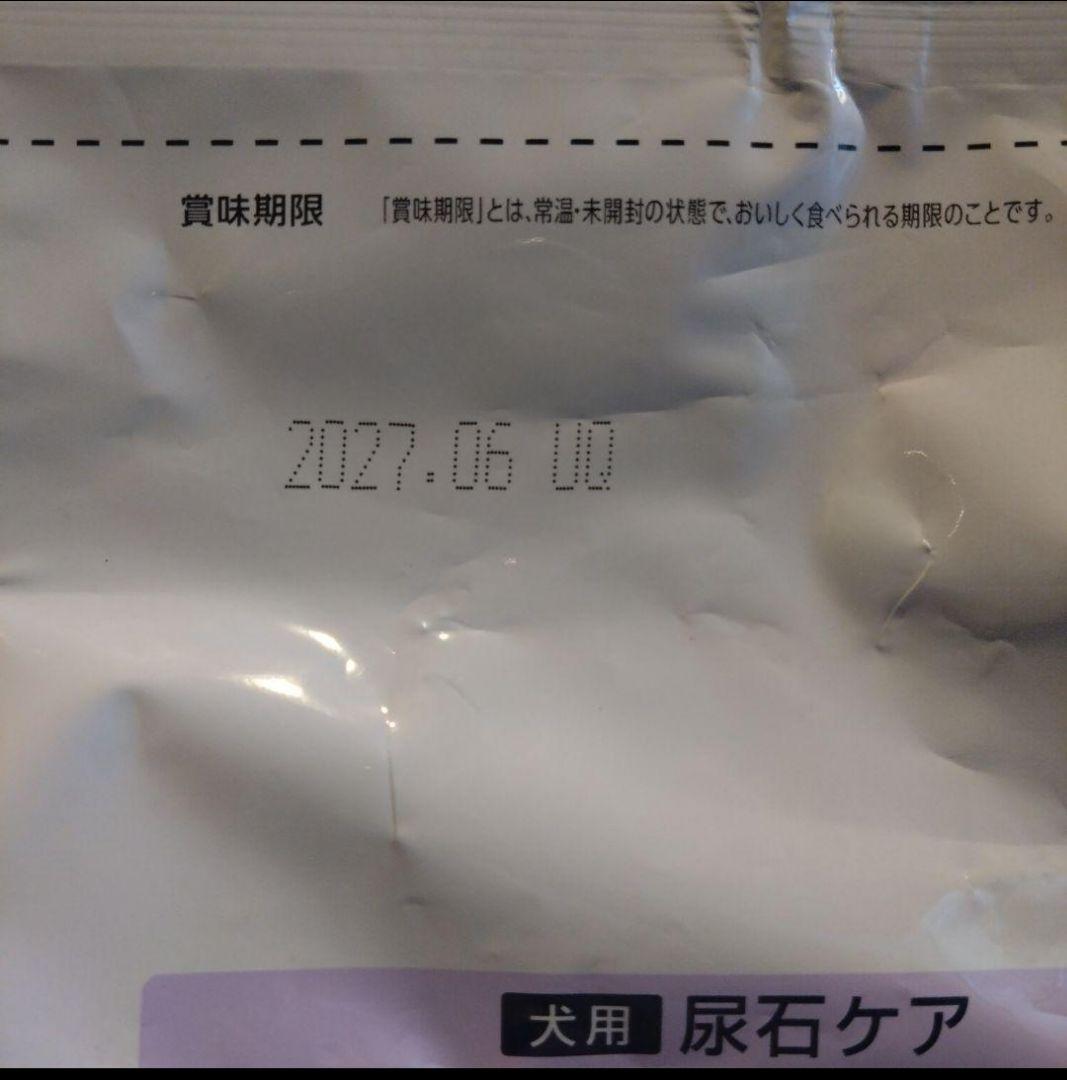 賞味期限 「賞味期限」とは、常温・未開封の状態で、おいしく食べられる期限のことです。
2027.06 UQ
犬用 尿石ケア